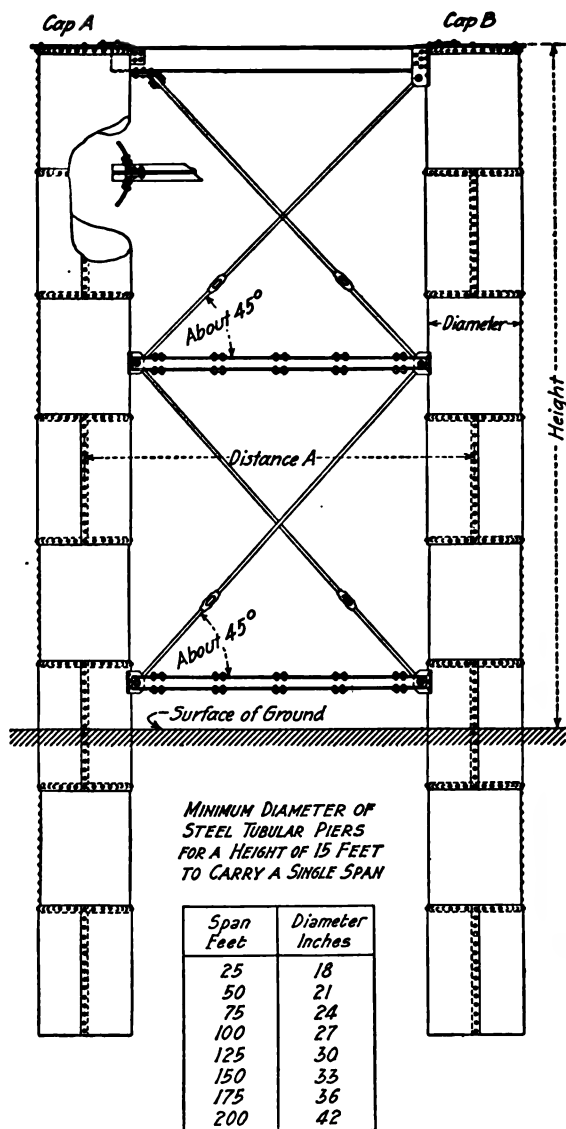 Cap A
Cap B
About 45°
Diameter
Height
Distance A
About 45°
Surface of Ground
MINIMUM DIAMETER OF
STEEL TUBULAR PIERS
FOR A HEIGHT OF 15 FEET
TO CARRY A SINGLE SPAN
Span Feet Diameter Inches
25 18
50 21
75 24
100 27
125 30
150 33
175 36
200 42